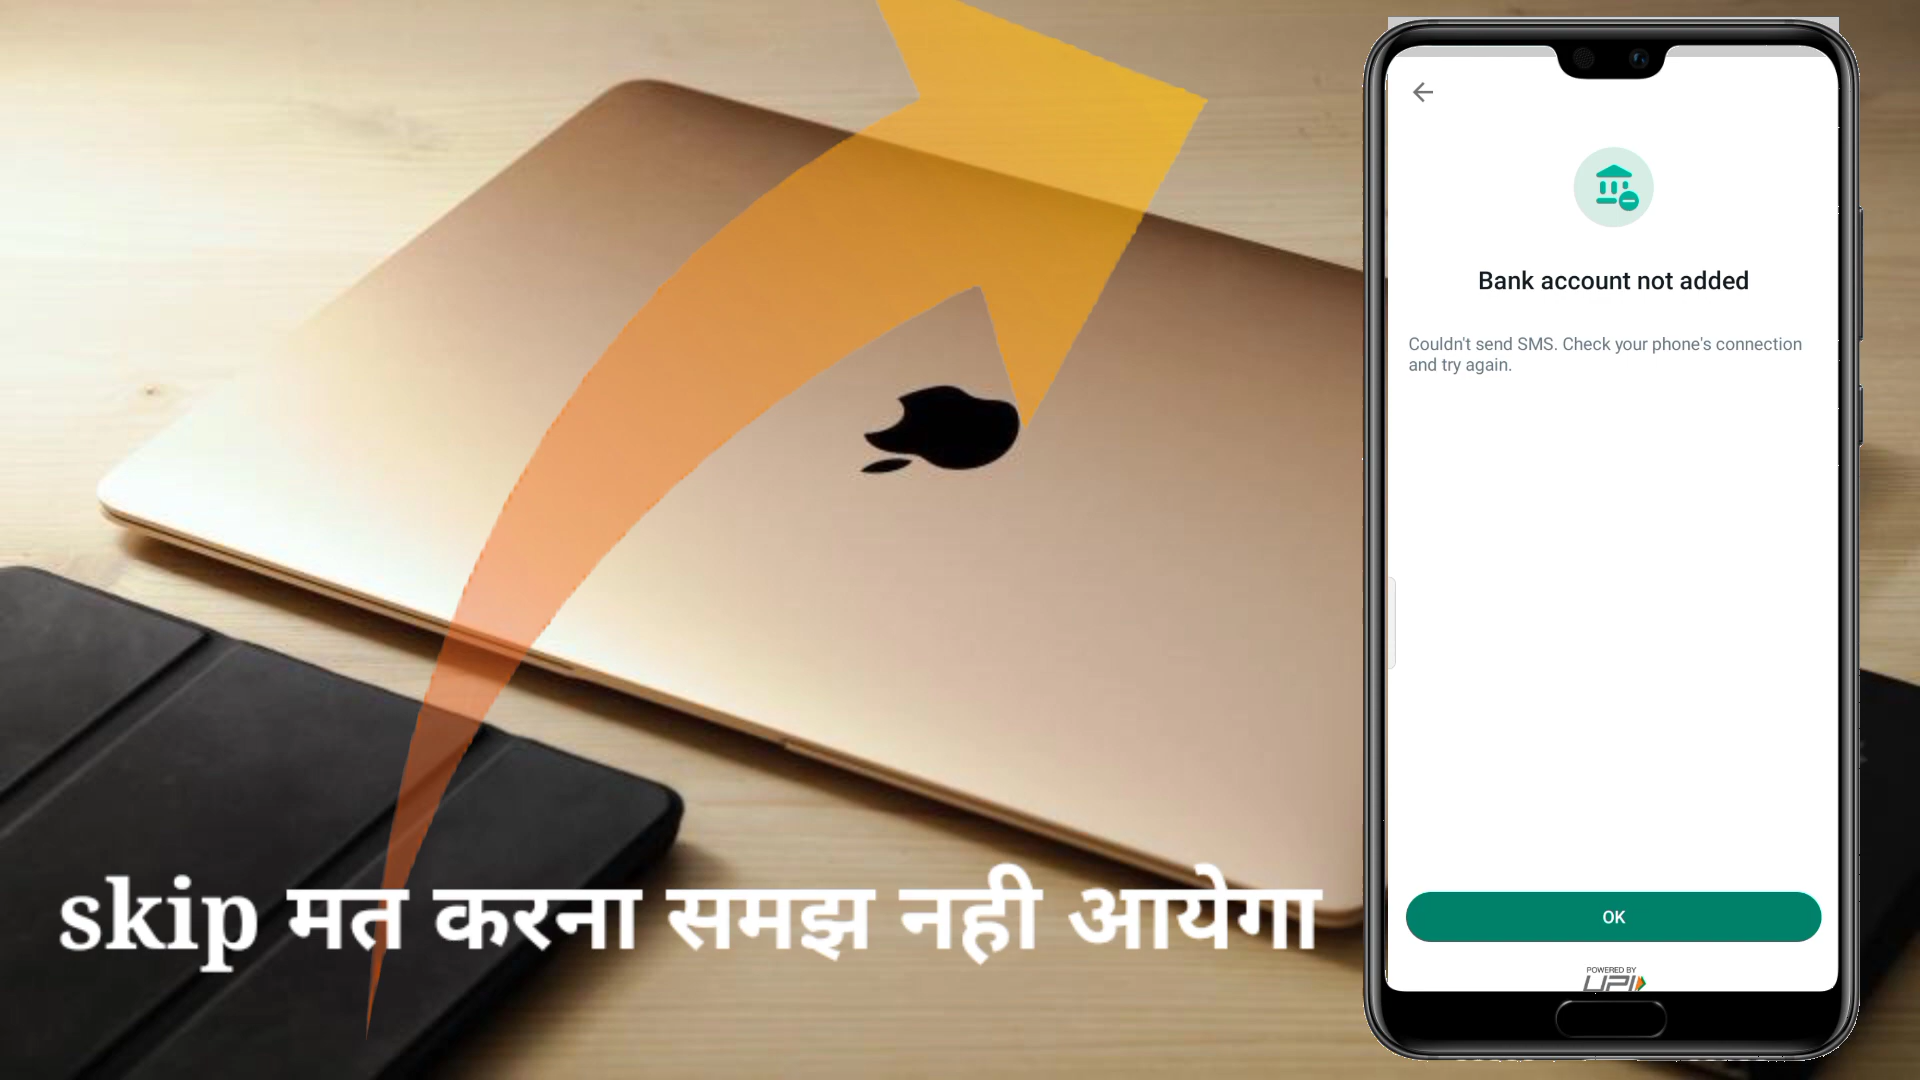 Bank account not added
Couldn't send SMS. Check your phone's connection
and try again.
skip मत करना समझ नही आयेगा
OK
POWERED BY
UPI